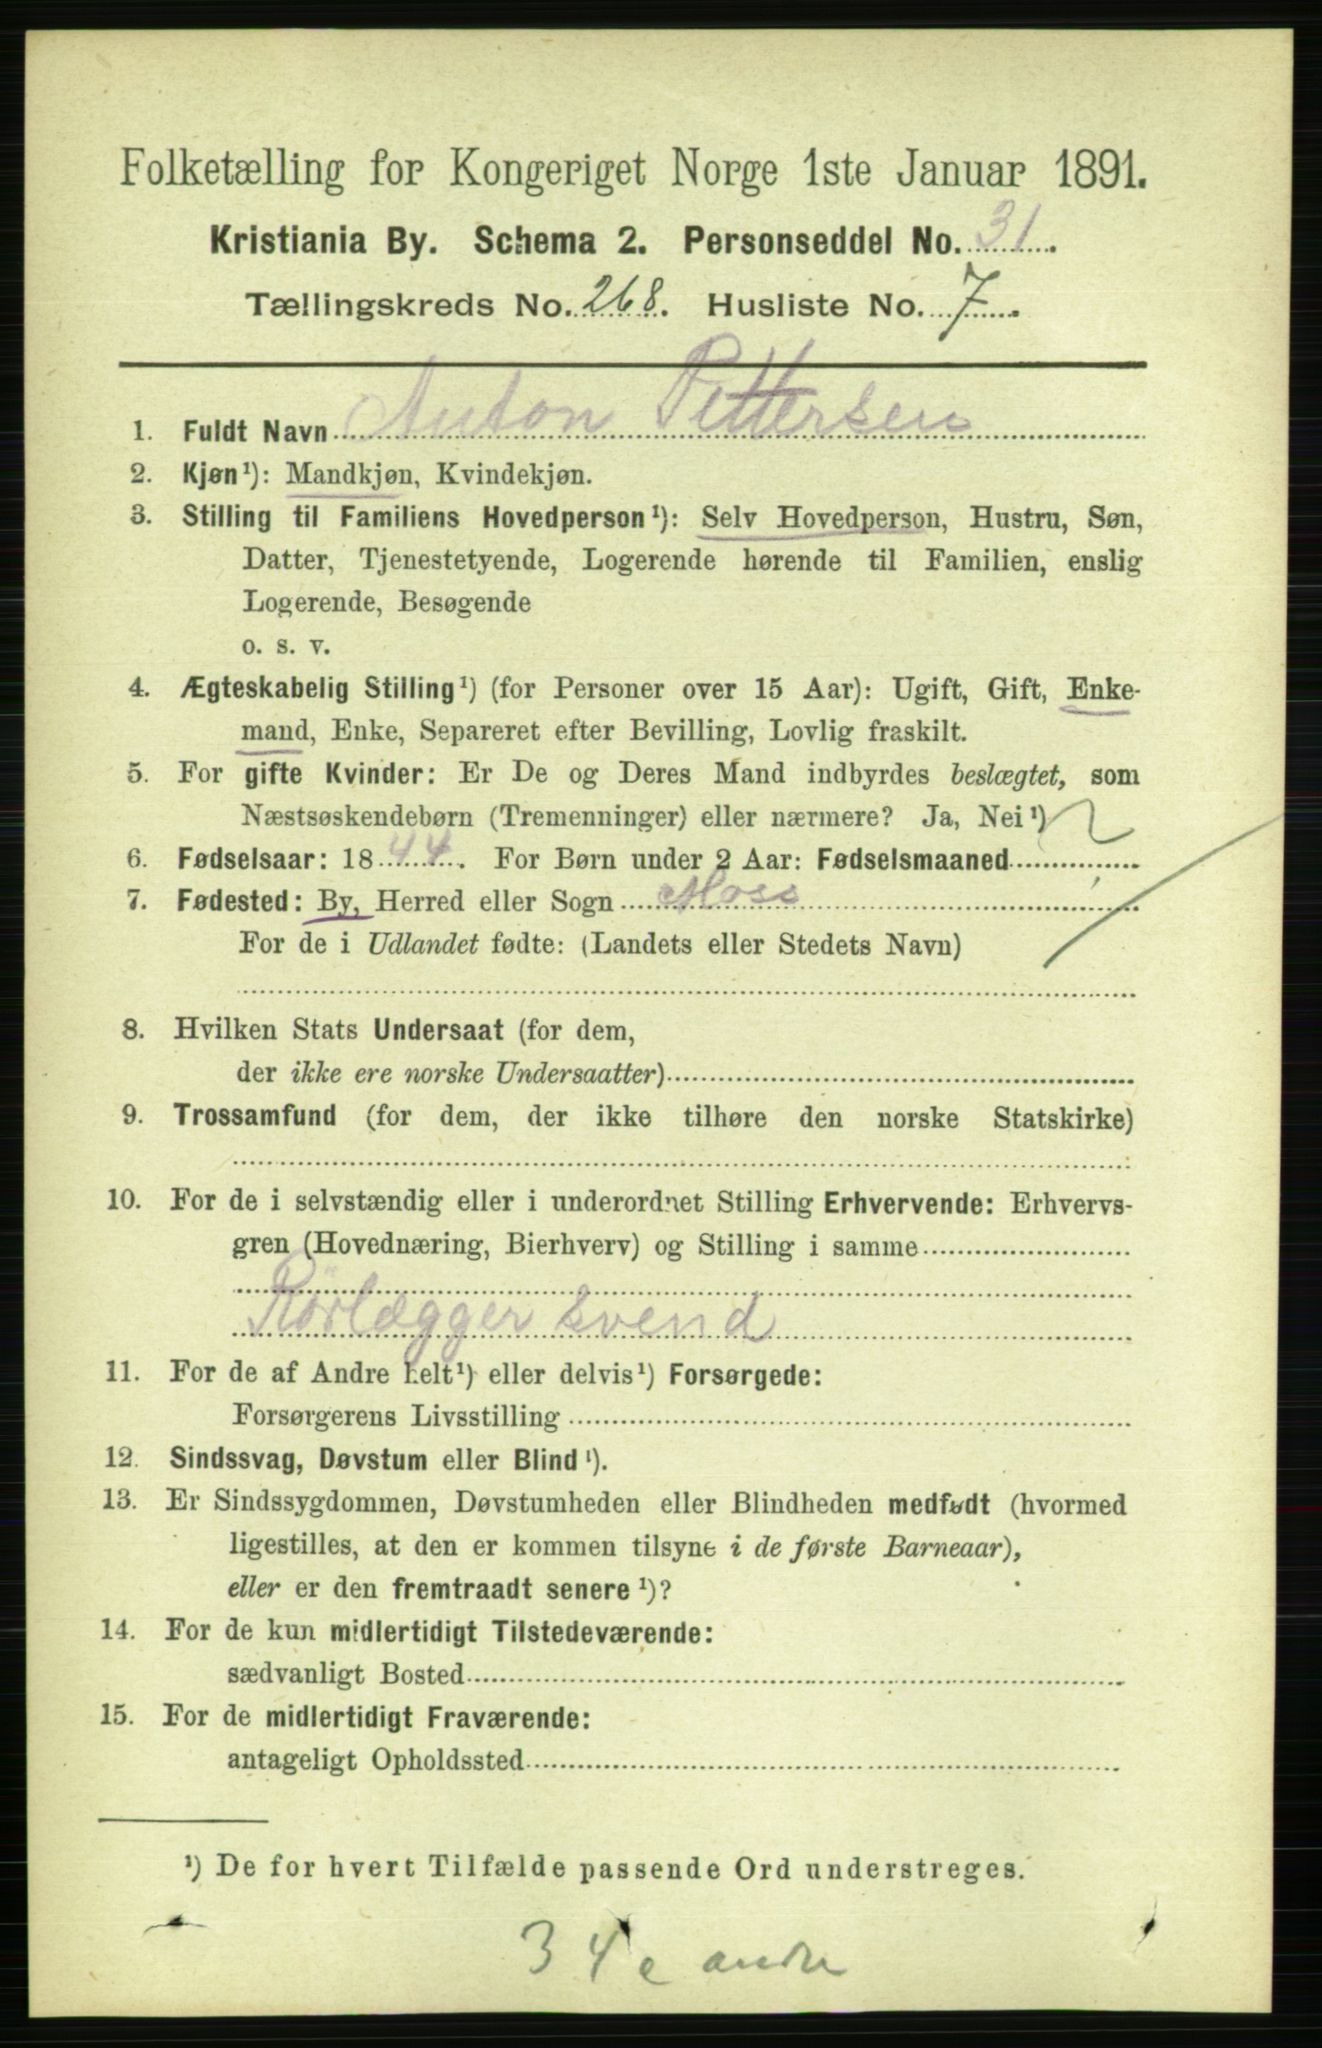 Folketælling for Kongeriget Norge 1ste Januar 1891.
Kristiania By. Schema 2. Personseddel No. 31.
Tællingskreds No. 268. Husliste No. 7.
1. Fuldt Navn Anton Pettersen
2. Kjøn¹): Mandkjøn, Kvindekjøn.
3. Stilling til Familiens Hovedperson¹): Selv Hovedperson, Hustru, Søn,
Datter, Tjenestetyende, Logerende hørende til Familien, enslig
Logerende, Besøgende
o. s. v.
4. Ægteskabelig Stilling¹) (for Personer over 15 Aar): Ugift, Gift, Enke-
mand, Enke, Separeret efter Bevilling, Lovlig fraskilt.
5. For gifte Kvinder: Er De og Deres Mand indbyrdes beslægtet, som
Næstsøskendebørn (Tremenninger) eller nærmere? Ja, Nei¹)
6. Fødselsaar: 1844. For Børn under 2 Aar: Fødselsmaaned
7. Fødested: By, Herred eller Sogn Moss
For de i Udlandet fødte: (Landets eller Stedets Navn)
8. Hvilken Stats Undersaat (for dem,
der ikke ere norske Undersaatter)
9. Trossamfund (for dem, der ikke tilhøre den norske Statskirke)
10. For de i selvstændig eller i underordnet Stilling Erhvervende: Erhvervs-
gren (Hovednæring, Bierhverv) og Stilling i samme
Rörlægger svend
11. For de af Andre helt¹) eller delvis¹) Forsørgede:
Forsørgerens Livsstilling
12. Sindssvag, Døvstum eller Blind¹).
13. Er Sindssygdommen, Døvstumheden eller Blindheden medfødt (hvormed
ligestilles, at den er kommen tilsyne i de første Barneaar),
eller er den fremtraadt senere¹)?
14. For de kun midlertidigt Tilstedeværende:
sædvanligt Bosted
15. For de midlertidigt Fraværende:
antageligt Opholdssted
¹) De for hvert Tilfælde passende Ord understreges.
34 e andre